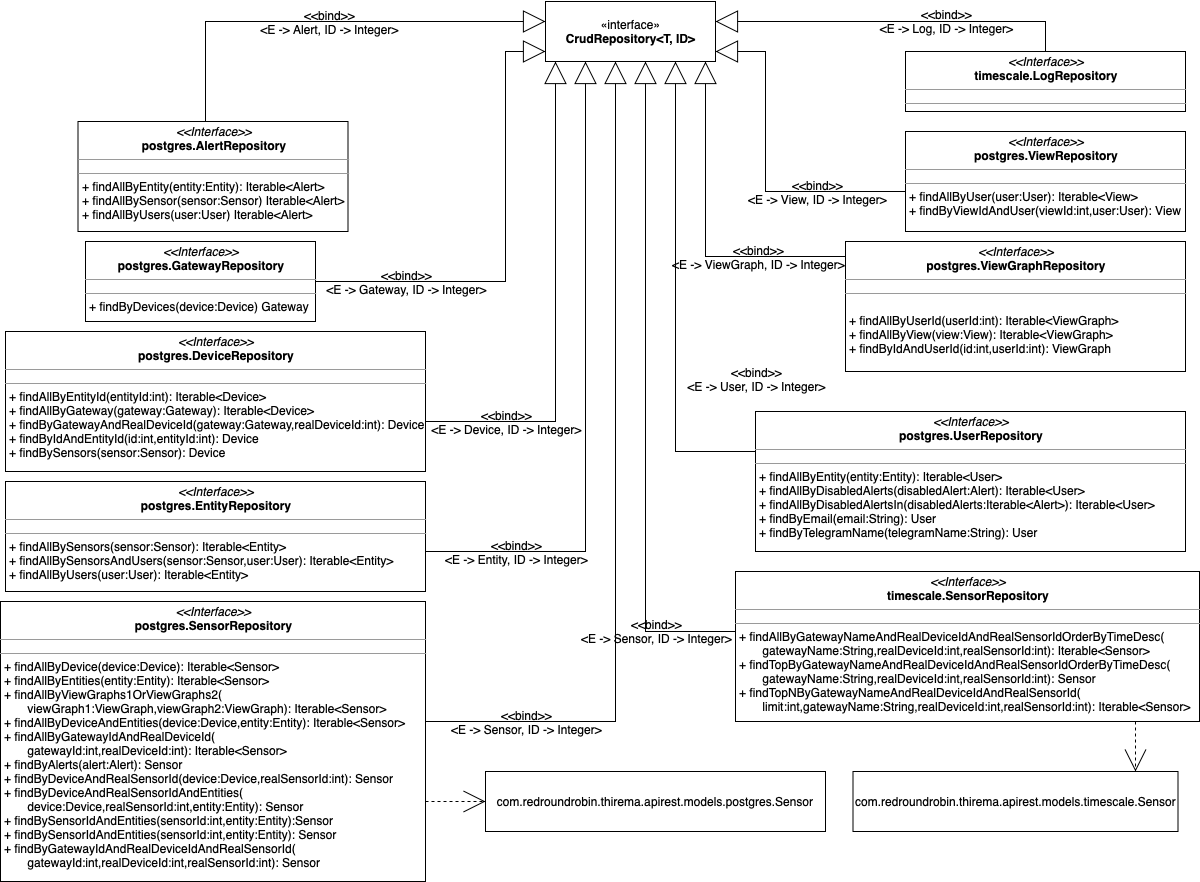 «interface»
CrudRepository<T, ID>
<<bind>>
<E -> Alert, ID -> Integer>
<<bind>>
<E -> Log, ID -> Integer>
<<Interface>>
timescale.LogRepository
<<Interface>>
postgres.AlertRepository
+ findAllByEntity(entity:Entity): Iterable<Alert>
+ findAllBySensor(sensor:Sensor) Iterable<Alert>
+ findAllByUsers(user:User) Iterable<Alert>
<<Interface>>
postgres.ViewRepository
+ findAllByUser(user:User): Iterable<View>
+ findByViewIdAndUser(viewId:int,user:User): View
<<bind>>
<E -> View, ID -> Integer>
<<Interface>>
postgres.GatewayRepository
+ findByDevices(device:Device) Gateway
<<bind>>
<E -> Gateway, ID -> Integer>
<<bind>>
<E -> ViewGraph, ID -> Integer>
<<Interface>>
postgres.ViewGraphRepository
+ findAllByUserId(userId:int): Iterable<ViewGraph>
+ findAllByView(view:View): Iterable<ViewGraph>
+ findByIdAndUserId(id:int,userId:int): ViewGraph
<<Interface>>
postgres.DeviceRepository
+ findAllByEntityId(entityId:int): Iterable<Device>
+ findAllByGateway(gateway:Gateway): Iterable<Device>
+ findByGatewayAndRealDeviceId(gateway:Gateway,realDeviceId:int): Device
+ findByIdAndEntityId(id:int,entityId:int): Device
+ findBySensors(sensor:Sensor): Device
<<bind>>
<E -> Device, ID -> Integer>
<<bind>>
<E -> User, ID -> Integer>
<<Interface>>
postgres.UserRepository
+ findAllByEntity(entity:Entity): Iterable<User>
+ findAllByDisabledAlerts(disabledAlert:Alert): Iterable<User>
+ findAllByDisabledAlertsIn(disabledAlerts:Iterable<Alert>): Iterable<User>
+ findByEmail(email:String): User
+ findByTelegramName(telegramName:String): User
<<Interface>>
postgres.EntityRepository
+ findAllBySensors(sensor:Sensor): Iterable<Entity>
+ findAllBySensorsAndUsers(sensor:Sensor,user:User): Iterable<Entity>
+ findAllByUsers(user:User): Iterable<Entity>
<<bind>>
<E -> Entity, ID -> Integer>
<<Interface>>
timescale.SensorRepository
+ findAllByGatewayNameAndRealDeviceIdAndRealSensorIdOrderByTimeDesc(
gatewayName:String,realDeviceId:int,realSensorId:int): Iterable<Sensor>
+ findTopByGatewayNameAndRealDeviceIdAndRealSensorIdOrderByTimeDesc(
gatewayName:String,realDeviceId:int,realSensorId:int): Sensor
+ findTopNByGatewayNameAndRealDeviceIdAndRealSensorId(
limit:int,gatewayName:String,realDeviceId:int,realSensorId:int): Iterable<Sensor>
<<bind>>
<E -> Sensor, ID -> Integer>
<<Interface>>
postgres.SensorRepository
+ findAllByDevice(device:Device): Iterable<Sensor>
+ findAllByEntities(entity:Entity): Iterable<Sensor>
+ findAllByViewGraphs1OrViewGraphs2(
viewGraph1:ViewGraph,viewGraph2:ViewGraph): Iterable<Sensor>
+ findAllByDeviceAndEntities(device:Device,entity:Entity): Iterable<Sensor>
+ findAllByGatewayIdAndRealDeviceId(
gatewayId:int,realDeviceId:int): Iterable<Sensor>
+ findByAlerts(alert:Alert): Sensor
+ findByDeviceAndRealSensorId(device:Device,realSensorId:int): Sensor
+ findByDeviceAndRealSensorIdAndEntities(
device:Device,realSensorId:int,entity:Entity): Sensor
+ findBySensorIdAndEntities(sensorId:int,entity:Entity):Sensor
+ findBySensorIdAndEntities(sensorId:int,entity:Entity): Sensor
+ findByGatewayIdAndRealDeviceIdAndRealSensorId(
gatewayId:int,realDeviceId:int,realSensorId:int): Sensor
<<bind>>
<E -> Sensor, ID -> Integer>
com.redroundrobin.thirema.apirest.models.postgres.Sensor
com.redroundrobin.thirema.apirest.models.timescale.Sensor